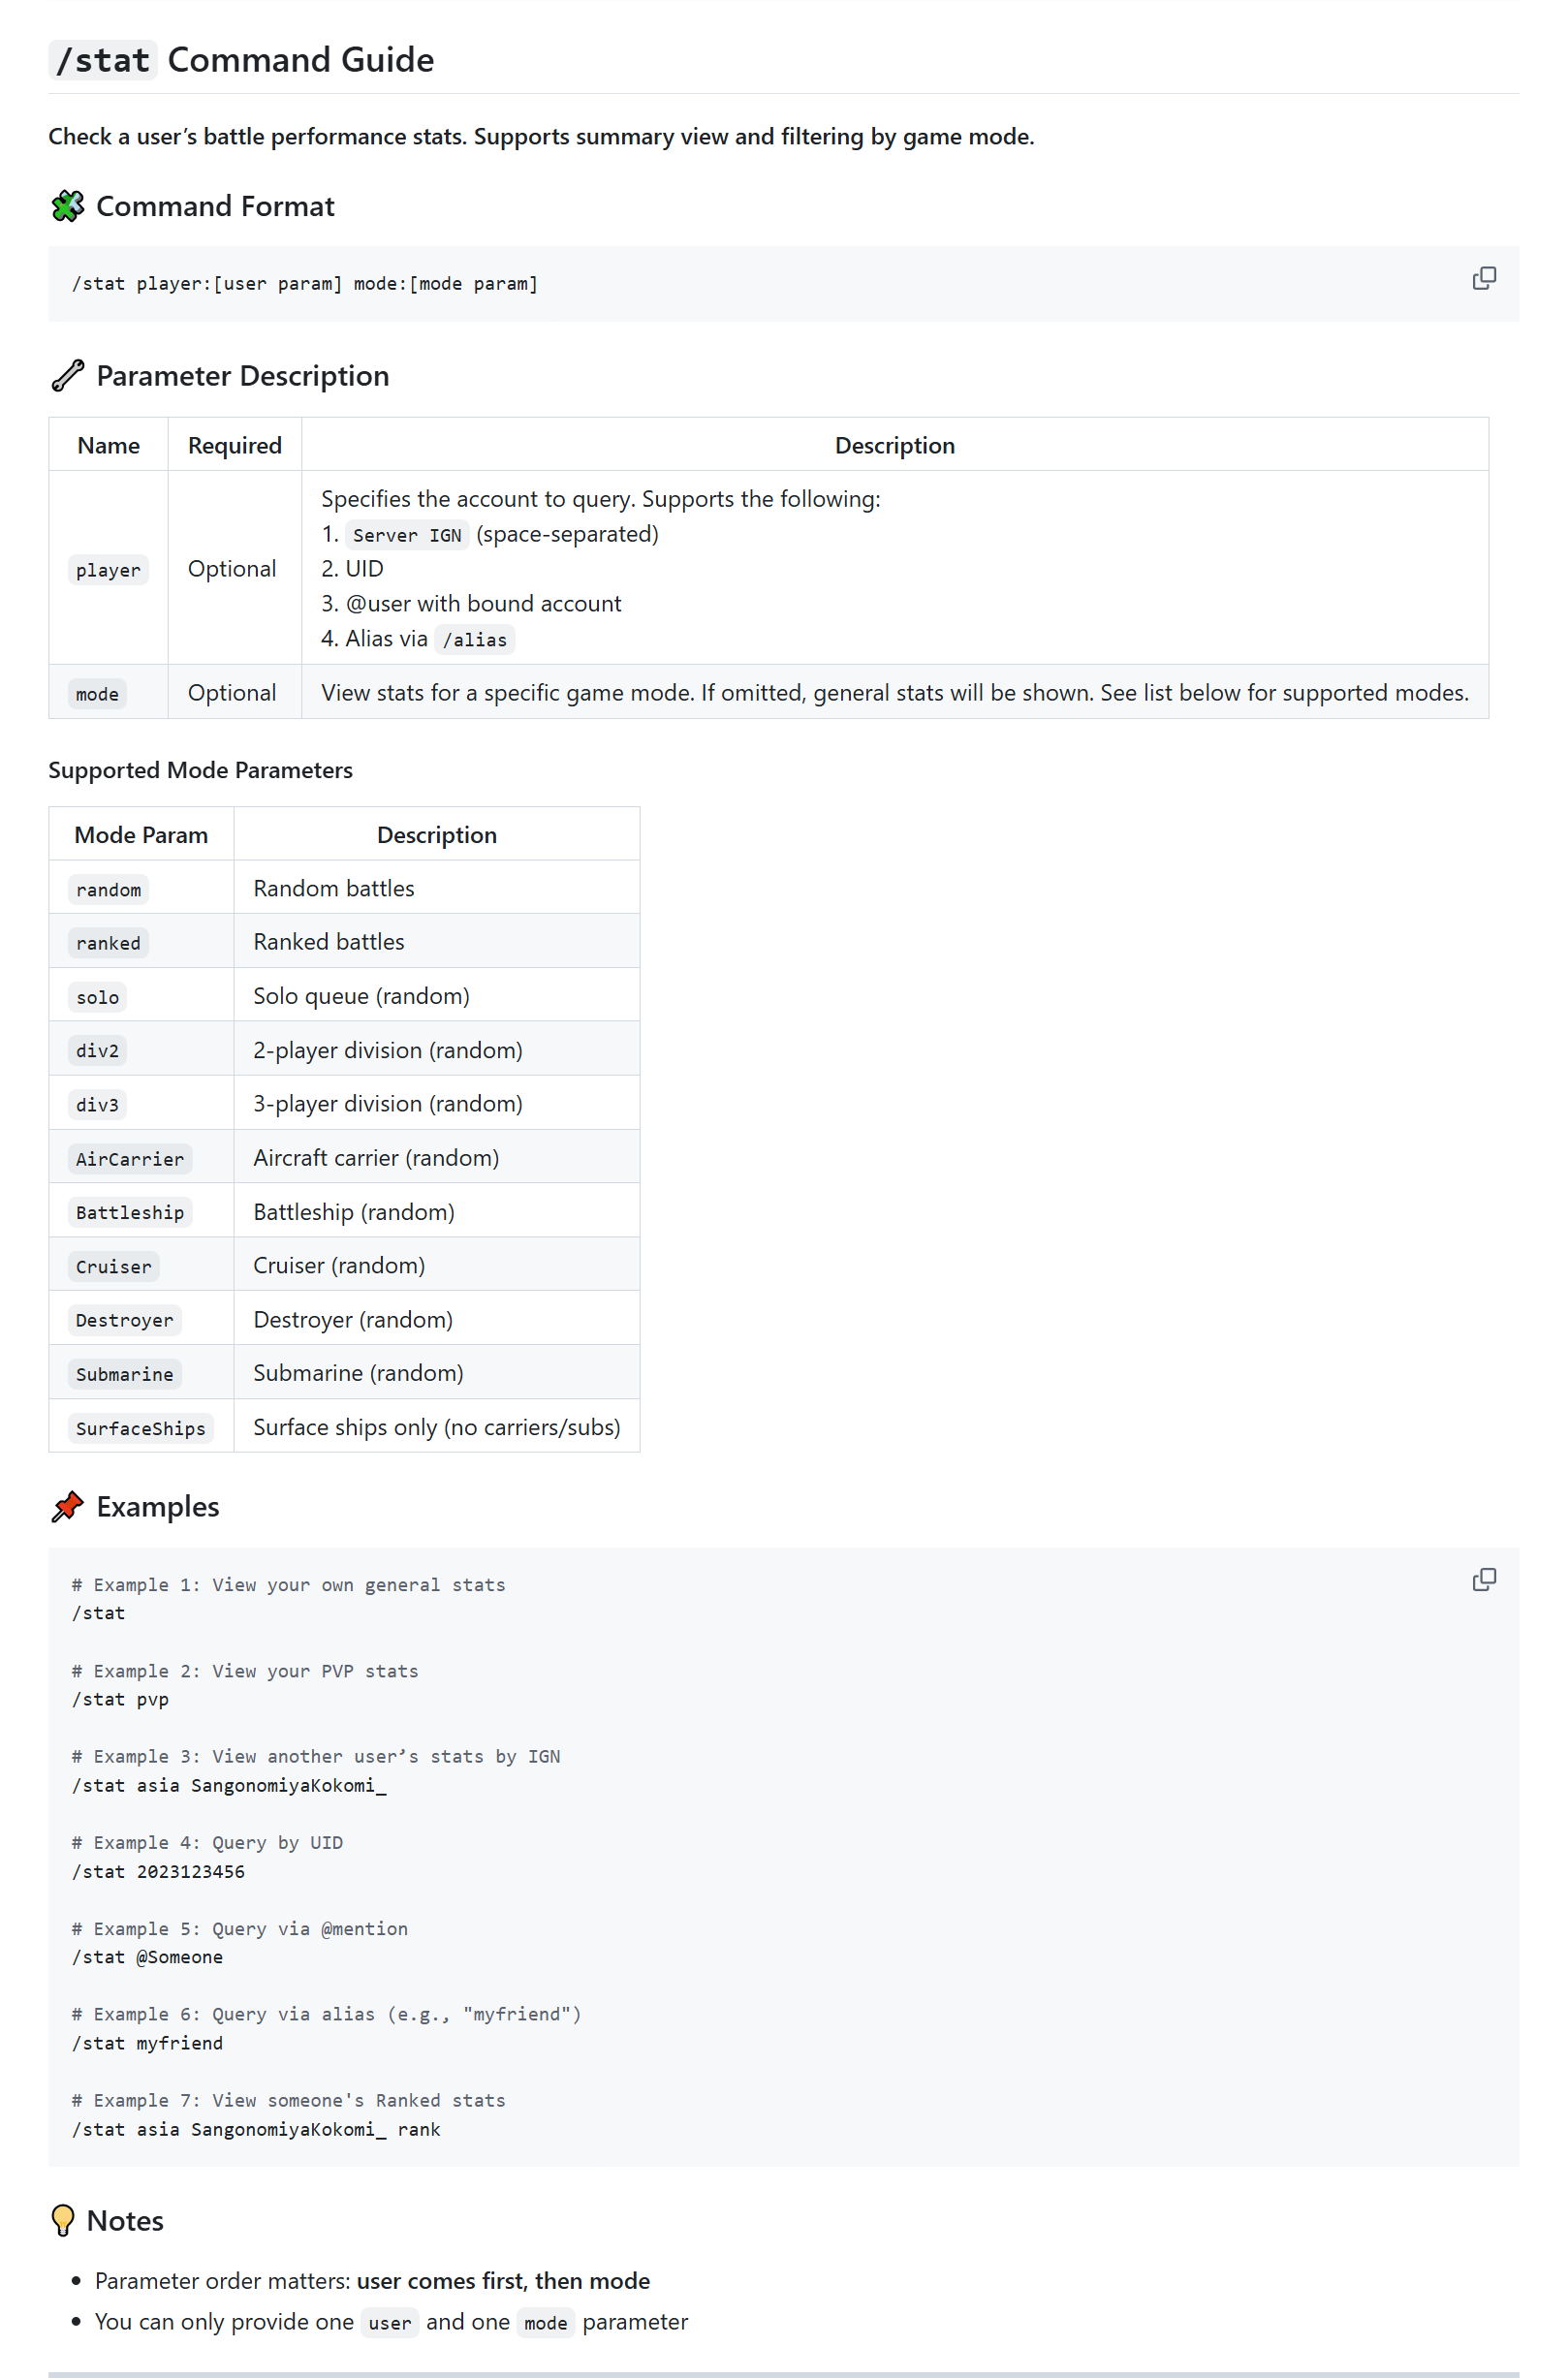 /stat Command Guide
Check a user’s battle performance stats. Supports summary view and filtering by game mode.
Command Format
/stat player:[user param] mode:[mode param]
Parameter Description
Name Required Description
player Optional Specifies the account to query. Supports the following:
1. Server IGN (space-separated)
2. UID
3. @user with bound account
4. Alias via /alias
mode Optional View stats for a specific game mode. If omitted, general stats will be shown. See list below for supported modes.
Supported Mode Parameters
Mode Param Description
random Random battles
ranked Ranked battles
solo Solo queue (random)
div2 2-player division (random)
div3 3-player division (random)
AirCarrier Aircraft carrier (random)
Battleship Battleship (random)
Cruiser Cruiser (random)
Destroyer Destroyer (random)
Submarine Submarine (random)
SurfaceShips Surface ships only (no carriers/subs)
Examples
# Example 1: View your own general stats
/stat
# Example 2: View your PVP stats
/stat pvp
# Example 3: View another user’s stats by IGN
/stat asia SangonomiyaKokomi_
# Example 4: Query by UID
/stat 2023123456
# Example 5: Query via @mention
/stat @Someone
# Example 6: Query via alias (e.g., "myfriend")
/stat myfriend
# Example 7: View someone's Ranked stats
/stat asia SangonomiyaKokomi_ rank
Notes
• Parameter order matters: user comes first, then mode
• You can only provide one user and one mode parameter